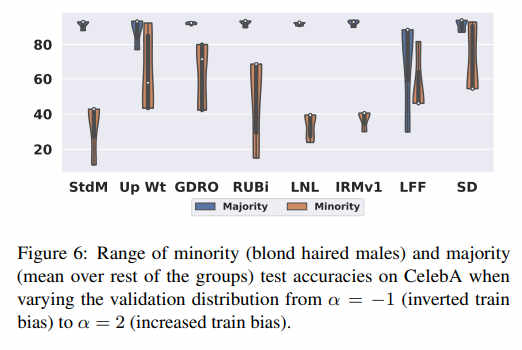 80
60
40
20
StdM Up Wt GDRO RUBi LNL IRMv1 LFF SD
Majority Minority
Figure 6: Range of minority (blond haired males) and majority
(mean over rest of the groups) test accuracies on CelebA when
varying the validation distribution from α = −1 (inverted train
bias) to α = 2 (increased train bias).